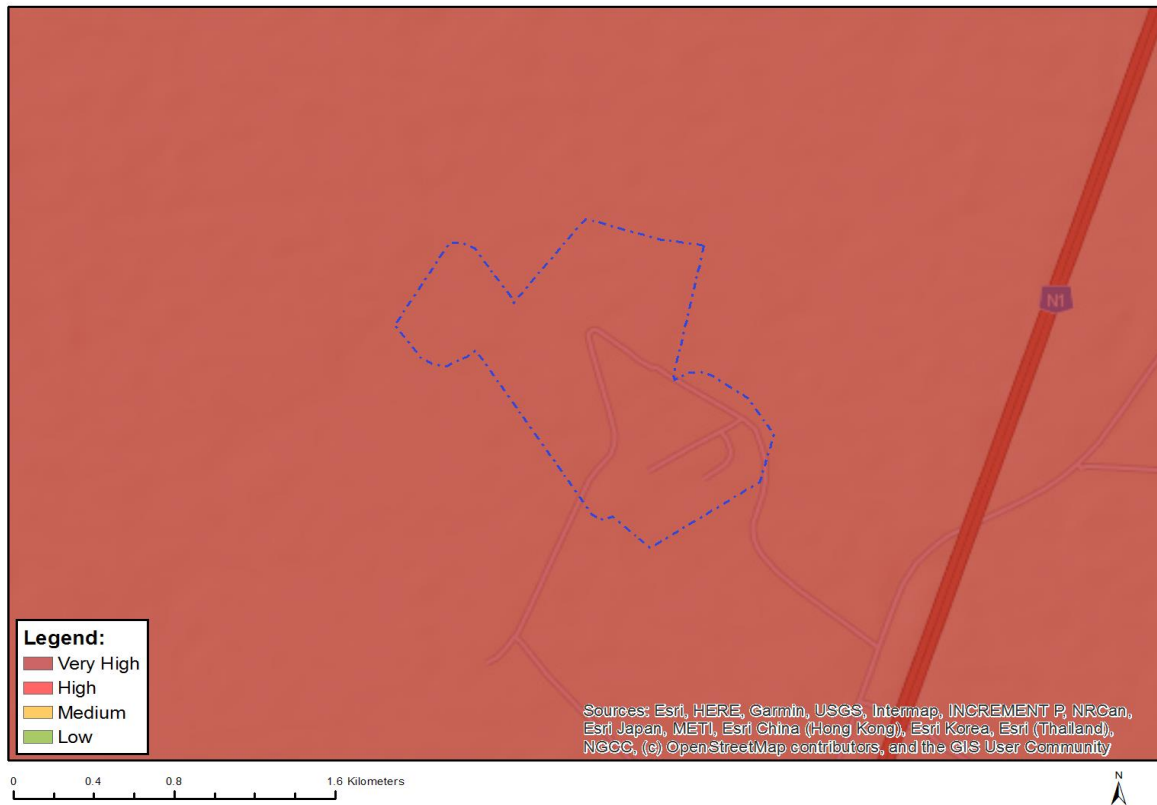 N1
Legend:
Very High
High
Medium
Low
Sources: Esri, HERE, Garmin, USGS, Intermap, INCREMENT P, NRCan,
Esri Japan, METI, Esri China (Hong Kong), Esri Korea, Esri (Thailand),
NGCC, (c) OpenStreetMap contributors, and the GIS User Community
0 0.4 0.8 1.6 Kilometers
N